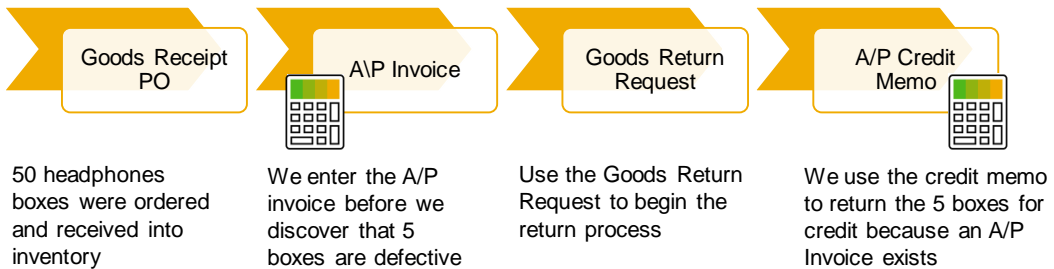 Goods Receipt
PO
A\P Invoice
Goods Return
Request
A/P Credit
Memo
50 headphones
boxes were ordered
and received into
inventory
We enter the A/P
invoice before we
discover that 5
boxes are defective
Use the Goods Return
Request to begin the
return process
We use the credit memo
to return the 5 boxes for
credit because an A/P
Invoice exists